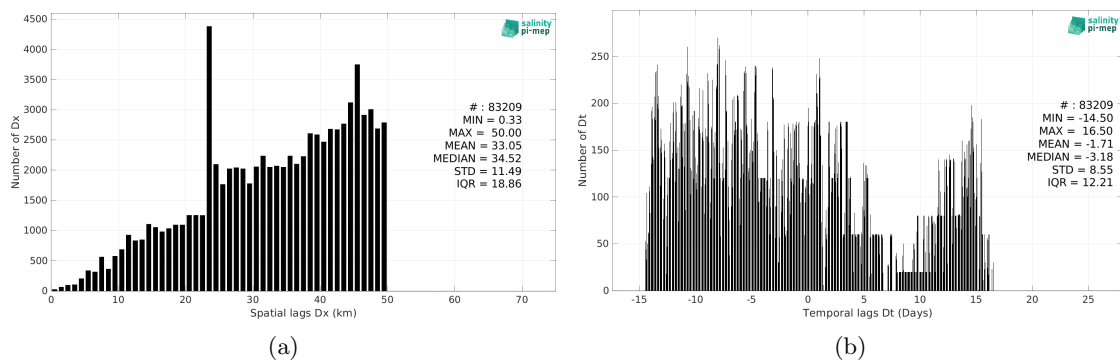 4500
4000
3500
3000
2500
2000
1500
1000
500
0
Number of Dx
0 10 20 30 40 50 60 70
Spatial lags Dx (km)
salinity
pi-mep
# : 83209
MIN = 0.33
MAX = 50.00
MEAN = 33.05
MEDIAN = 34.52
STD = 11.49
IQR = 18.86
(a)
250
200
150
100
50
0
Number of Dt
-15 -10 -5 0 5 10 15 20 25
Temporal lags Dt (Days)
salinity
pi-mep
# : 83209
MIN = -14.50
MAX = 16.50
MEAN = -1.71
MEDIAN = -3.18
STD = 8.55
IQR = 12.21
(b)